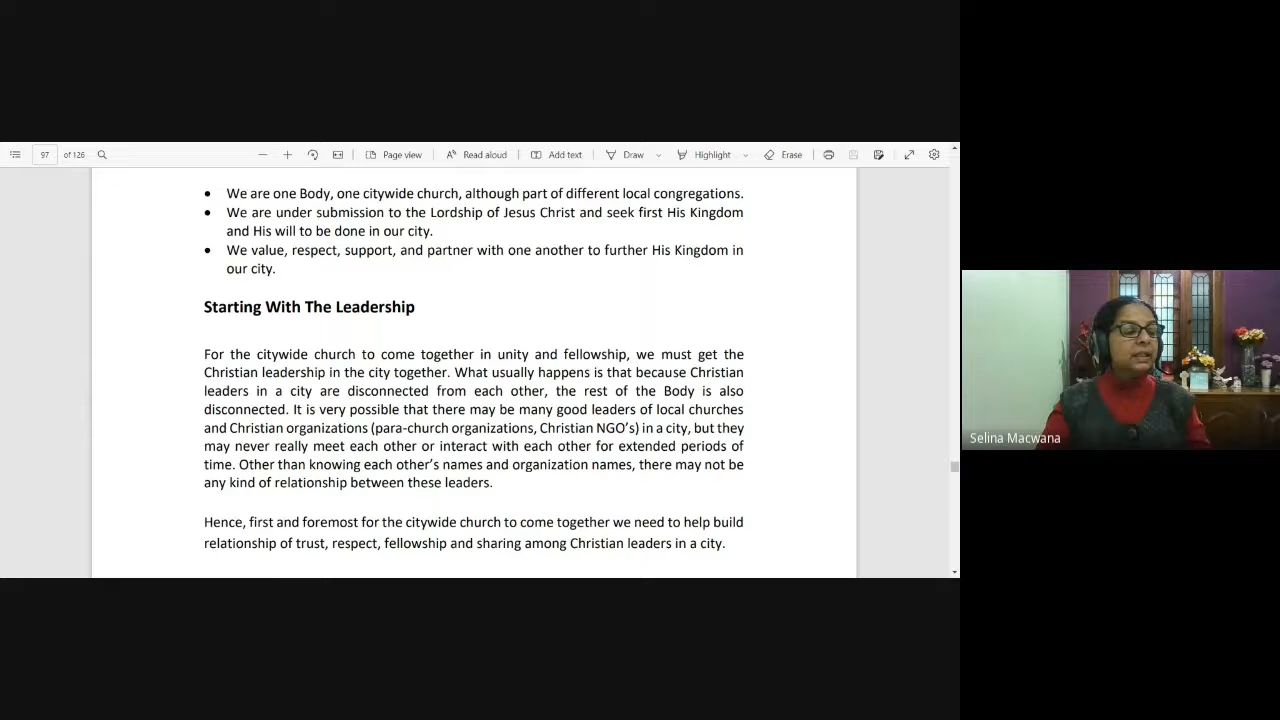 97 of 126
Page view
Read aloud
Add text
Draw
Highlight
Erase
• We are one Body, one citywide church, although part of different local congregations.
• We are under submission to the Lordship of Jesus Christ and seek first His Kingdom
and His will to be done in our city.
• We value, respect, support, and partner with one another to further His Kingdom in
our city.
Starting With The Leadership
For the citywide church to come together in unity and fellowship, we must get the
Christian leadership in the city together. What usually happens is that because Christian
leaders in a city are disconnected from each other, the rest of the Body is also
disconnected. It is very possible that there may be many good leaders of local churches
and Christian organizations (para-church organizations, Christian NGO's) in a city, but they
may never really meet each other or interact with each other for extended periods of
time. Other than knowing each other's names and organization names, there may not be
any kind of relationship between these leaders.
Hence, first and foremost for the citywide church to come together we need to help build
relationship of trust, respect, fellowship and sharing among Christian leaders in a city.
Selina Macwana